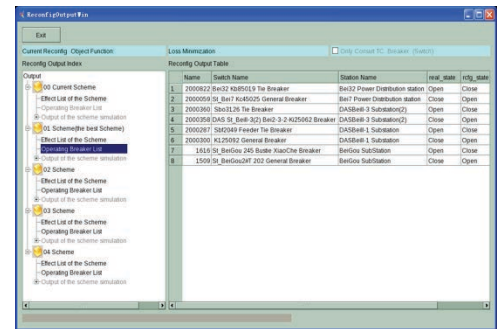 ReconfigOutputWin
Exit
Current Reconfig Object Function
Loss Minimization
Only Consult TC. Breaker (Switch)
Reconfig Output Index
Reconfig Output Table
Output
00 Current Scheme
Effect List of the Scheme
Operating Breaker List
Output of the scheme simulation
01 Scheme(the best Scheme)
Effect List of the Scheme
Operating Breaker List
Output of the scheme simulation
02 Scheme
Effect List of the Scheme
Operating Breaker List
Output of the scheme simulation
03 Scheme
Effect List of the Scheme
Operating Breaker List
Output of the scheme simulation
04 Scheme
Effect List of the Scheme
Operating Breaker List
Output of the scheme simulation
Name Switch Name Station Name real_state rcfg_state
1 2000822 Bei32 Kb85019 Tie Breaker Bei32 Power Distribution station Open Close
2 2000059 St_Bei7 Ko45025 General Breaker Bei7 Power Distribution station Close Open
3 2000360 Sbo3126 Tie Breaker DASBeiII-3 Substation(2) Open Close
4 2000358 DAS St_BeiII-3(2) Bei2-3-2-Ki25062 Breaker DASBeiII-3 Substation(2) Close Open
5 2000287 Sbf2049 Feeder Tie Breaker DASBeiII-1 Substation Open Close
6 2000300 KL25092 General Breaker DASBeiII-1 Substation Close Open
7 1616 St_BeiGou 245 Bustie XiaoChe Breaker BeiGou SubStation Open Close
8 1509 St_BeiGou2#T 202 General Breaker BeiGou SubStation Close Open